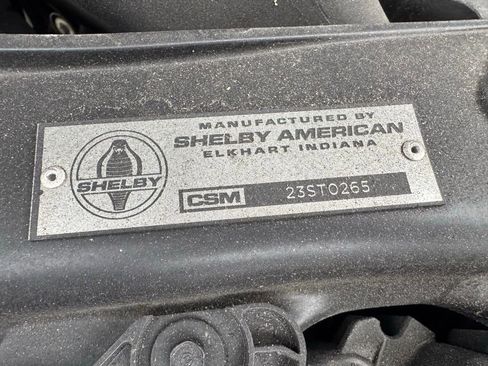 MANUFACTURED BY
SHELBY AMERICAN
ELKHART INDIANA
SHELBY
CSM 23ST0265